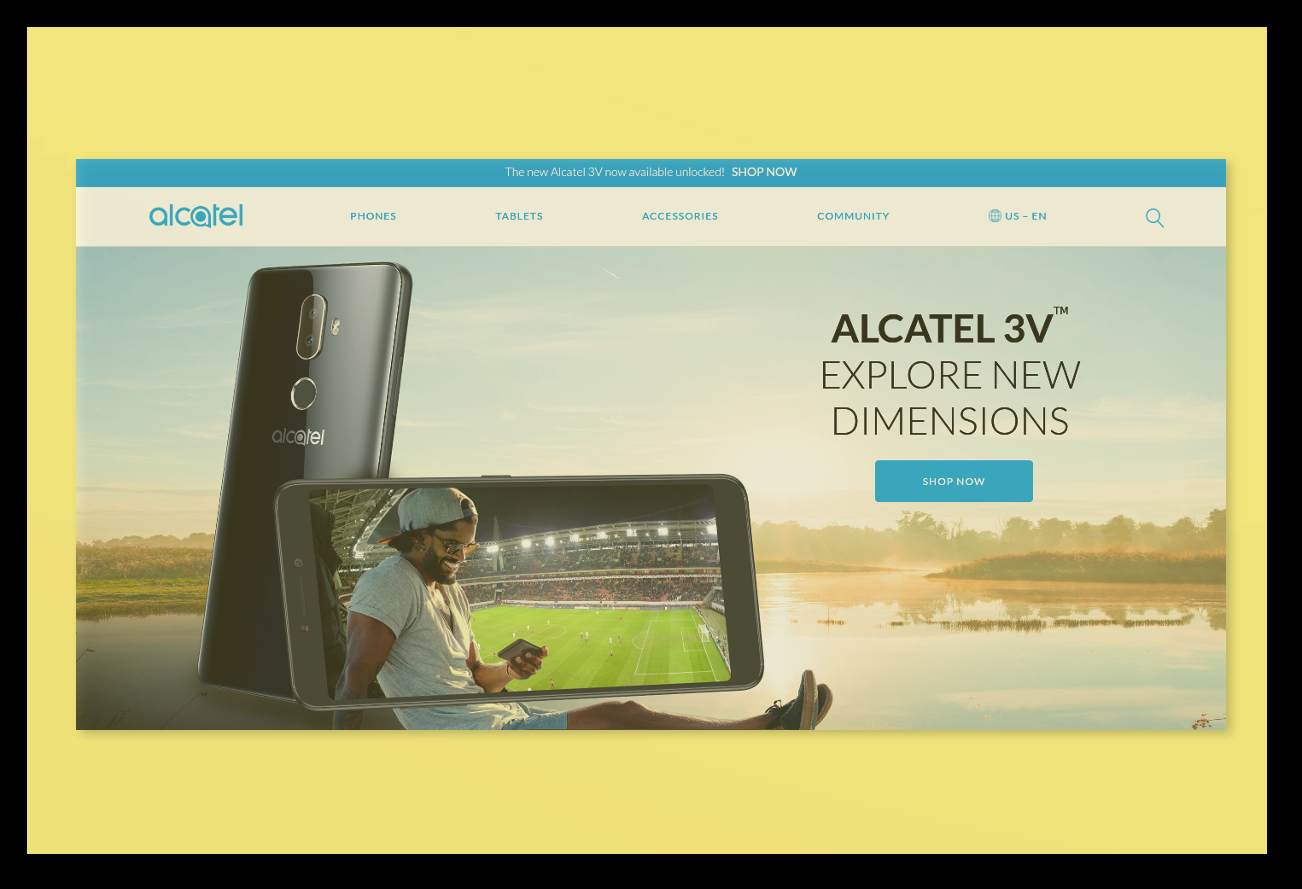 The new Alcatel 3V now available unlocked! SHOP NOW
alcatel
PHONES
TABLETS
ACCESSORIES
COMMUNITY
US – EN
alcatel
ALCATEL 3V™
EXPLORE NEW
DIMENSIONS
SHOP NOW